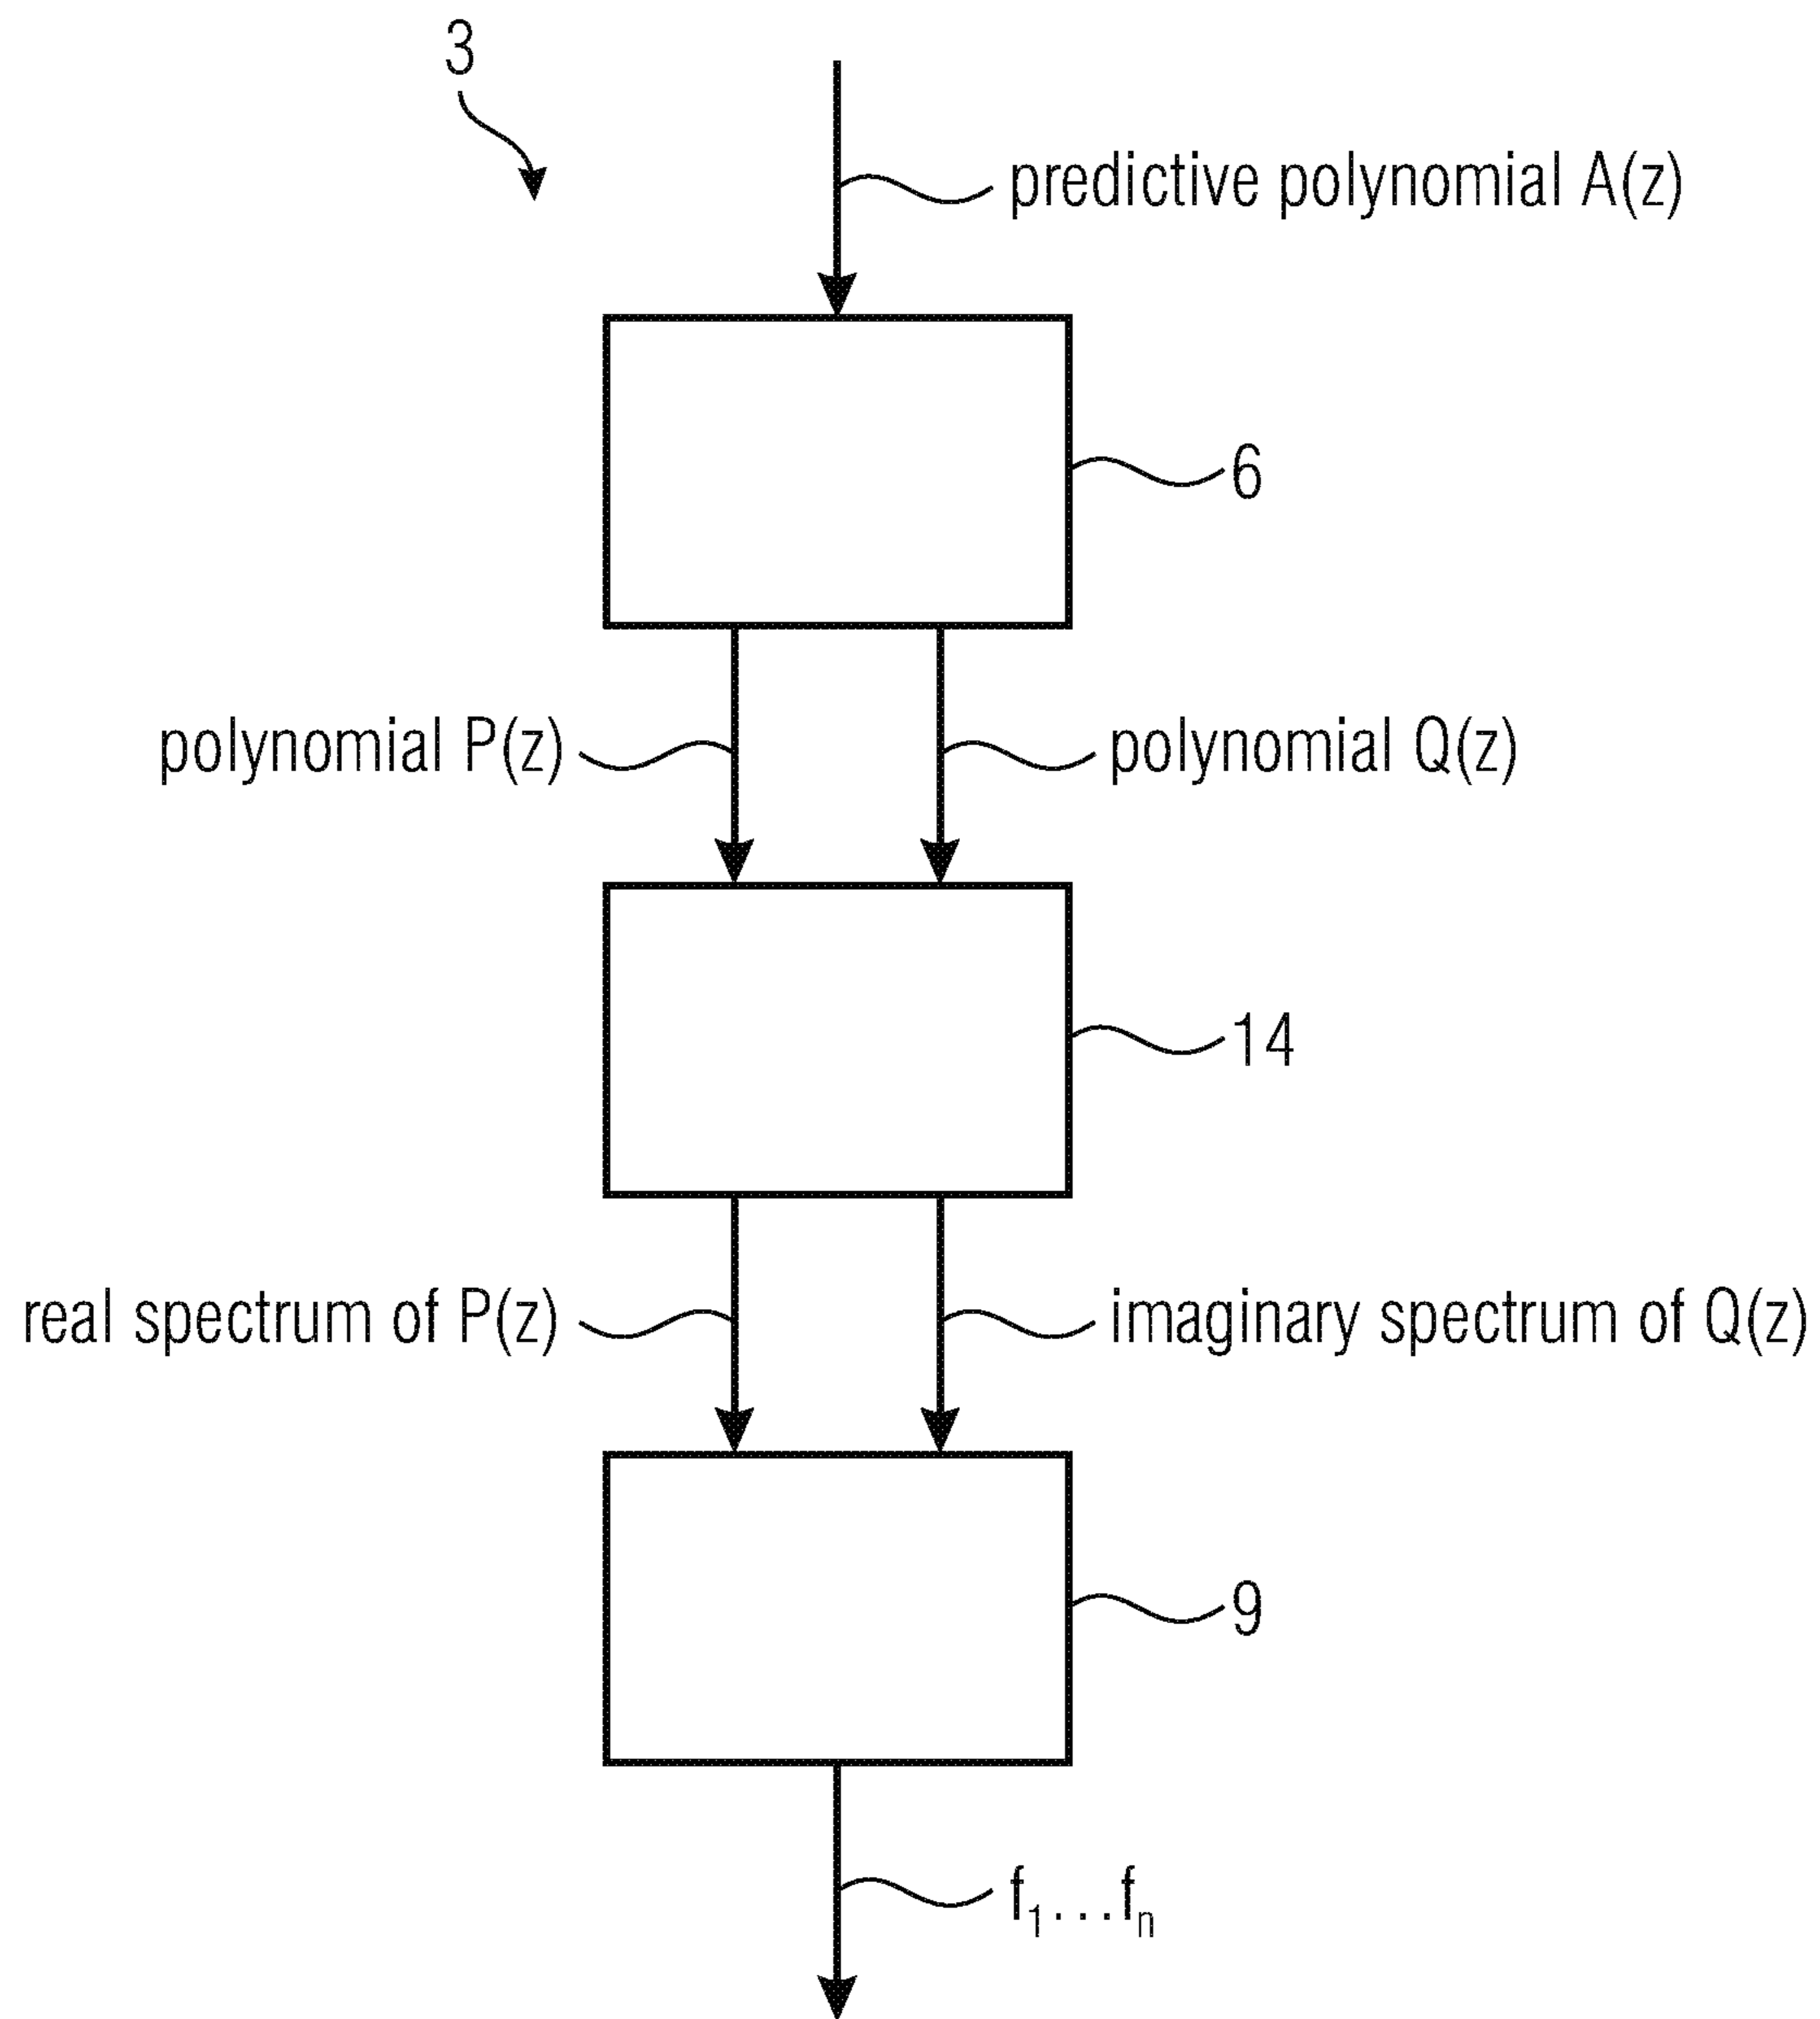 3
predictive polynomial A(z)
6
polynomial P(z)
polynomial Q(z)
14
real spectrum of P(z)
imaginary spectrum of Q(z)
9
f₁...fₙ